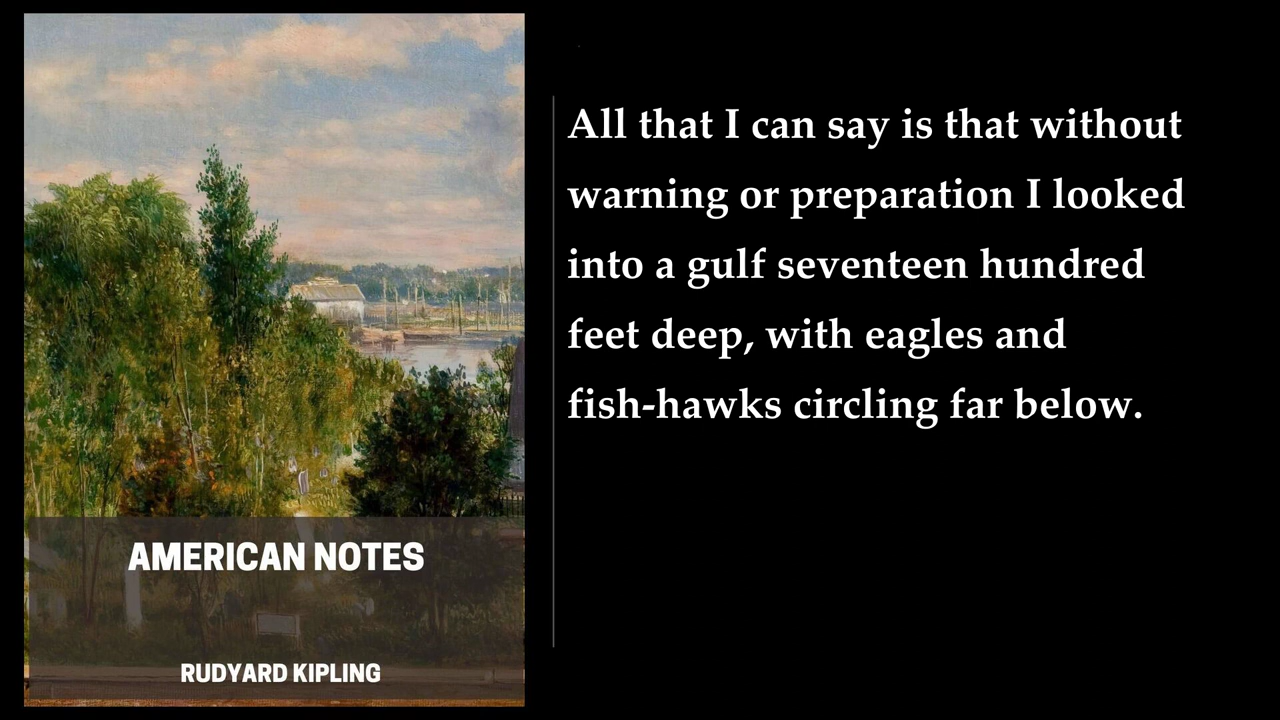 AMERICAN NOTES
RUDYARD KIPLING
All that I can say is that without
warning or preparation I looked
into a gulf seventeen hundred
feet deep, with eagles and
fish-hawks circling far below.